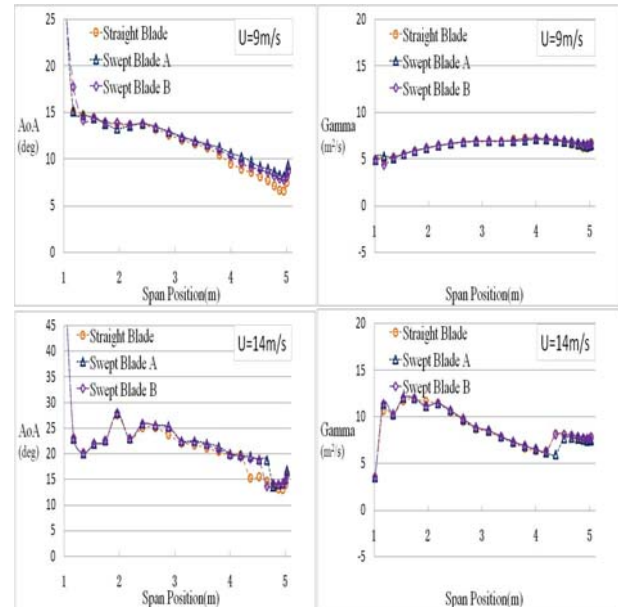 25
20
15
10
5
0
AoA
(deg)
Straight Blade
Swept Blade A
Swept Blade B
U=9m/s
1 2 3 4 5
Span Position(m)
20
15
10
5
0
-5
Gamma
(m²/s)
Straight Blade
Swept Blade A
Swept Blade B
U=9m/s
1 2 3 4 5
Span Position(m)
45
40
35
30
25
20
15
10
5
0
AoA
(deg)
Straight Blade
Swept Blade A
Swept Blade B
U=14m/s
1 2 3 4 5
Span Position(m)
20
15
10
5
0
-5
Gamma
(m²/s)
Straight Blade
Swept Blade A
Swept Blade B
U=14m/s
1 2 3 4 5
Span Position(m)